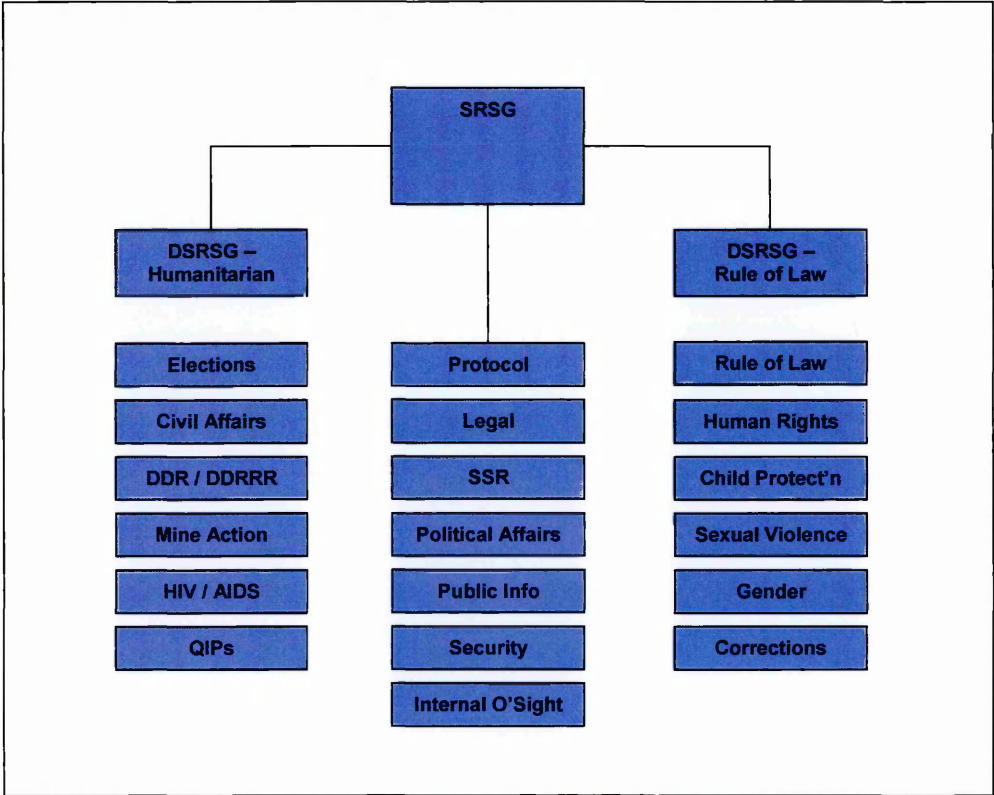 SRSG
DSRSG –
Humanitarian
DSRSG –
Rule of Law
Elections
Civil Affairs
DDR / DDRRR
Mine Action
HIV / AIDS
QIPs
Protocol
Legal
SSR
Political Affairs
Public Info
Security
Internal O'Sight
Rule of Law
Human Rights
Child Protect'n
Sexual Violence
Gender
Corrections